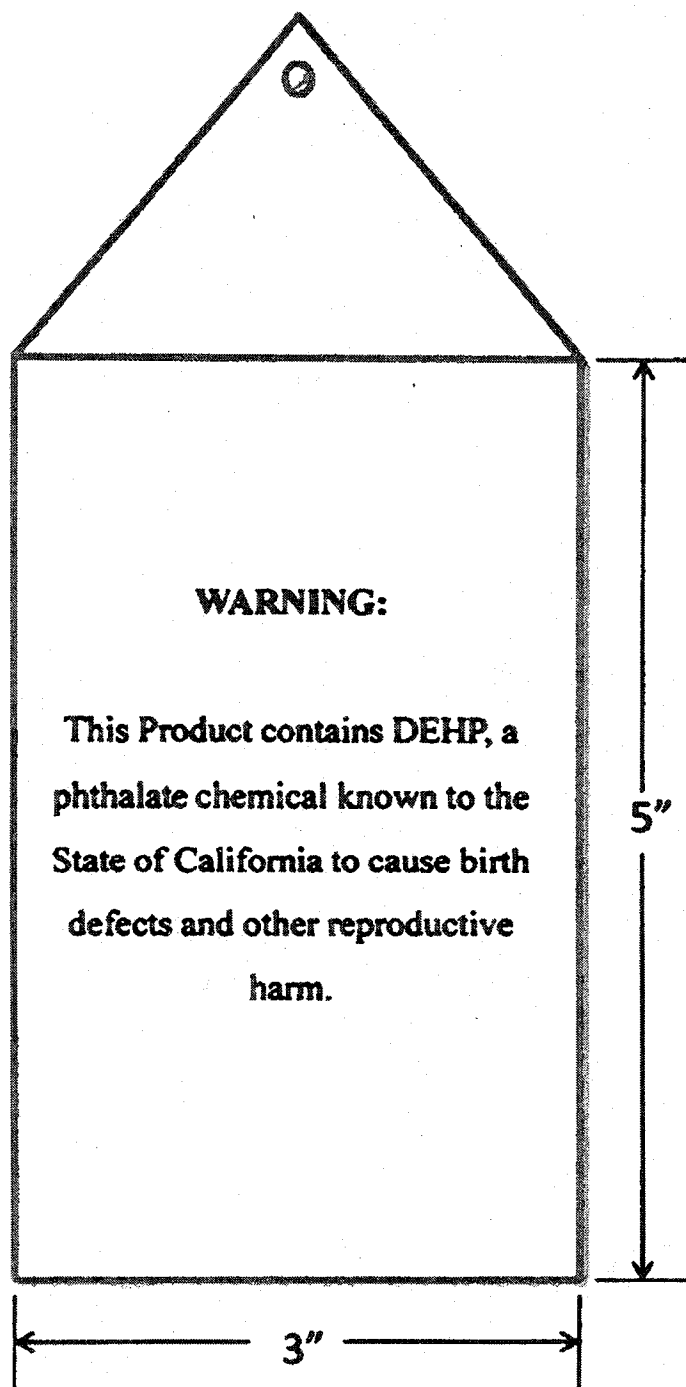 WARNING:
This Product contains DEHP, a
phthalate chemical known to the
State of California to cause birth
defects and other reproductive
harm.
5"
3"